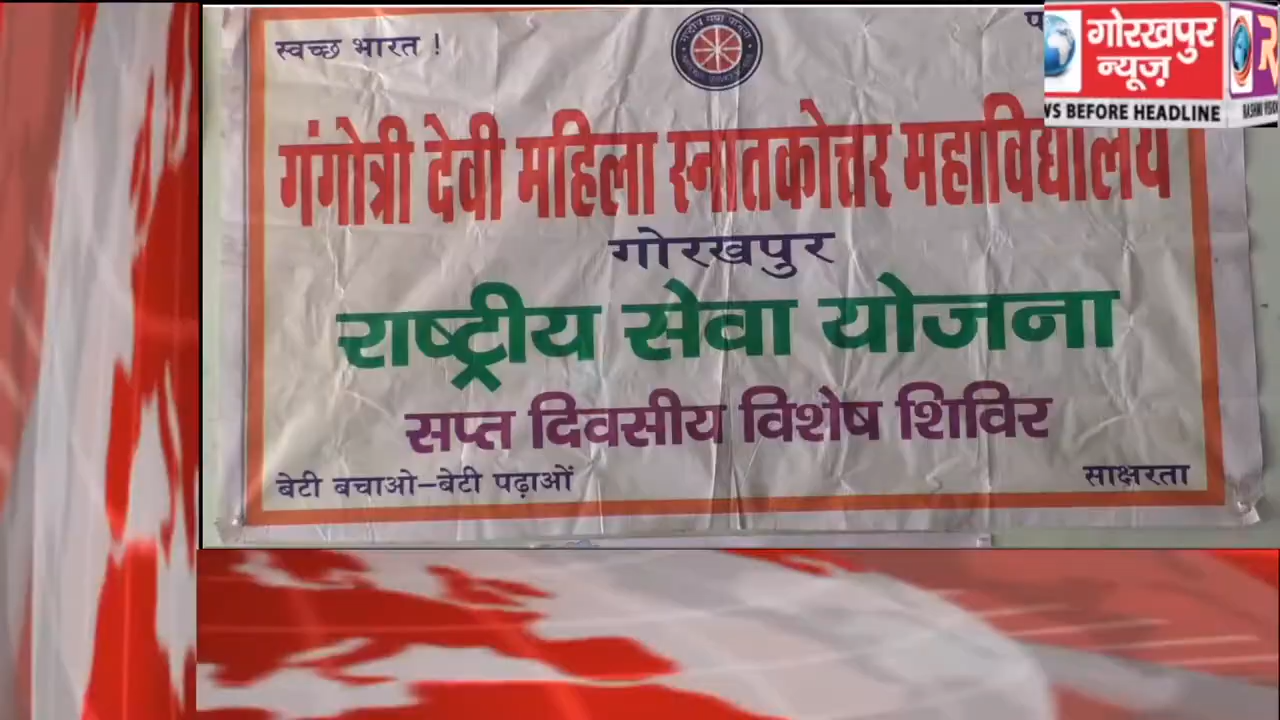 स्वच्छ भारत !
गोरखपुर
न्यूज़
WS BEFORE HEADLINE
गंगोत्री देवी महिला स्नातकोत्तर महाविद्यालय
गोरखपुर
राष्ट्रीय सेवा योजना
सप्त दिवसीय विशेष शिविर
बेटी बचाओ–बेटी पढ़ाओं
साक्षरता